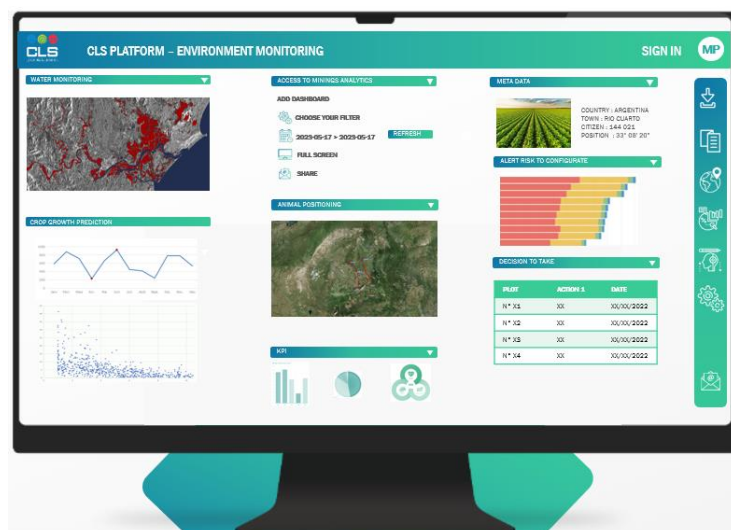 CLS
CLS PLATFORM – ENVIRONMENT MONITORING
SIGN IN
MP
WATER MONITORING
CROP GROWTH PREDICTION
ACCESS TO MININGS ANALYTICS
ADD DASHBOARD
CHOOSE YOUR FILTER
2023-05-17 > 2023-05-17
REFRESH
FULL SCREEN
SHARE
ANIMAL POSITIONING
KPI
META DATA
COUNTRY : ARGENTINA
TOWN : RIO CUARTO
CITIZEN : 144 021
POSITION : 33° 08' 20"
ALERT RISK TO CONFIGURATE
DECISION TO TAKE
PLOT ACTION 1 DATE
N° X1 XX XX/XX/2022
N° X2 XX XX/XX/2022
N° X3 XX XX/XX/2022
N° X4 XX XX/XX/2022